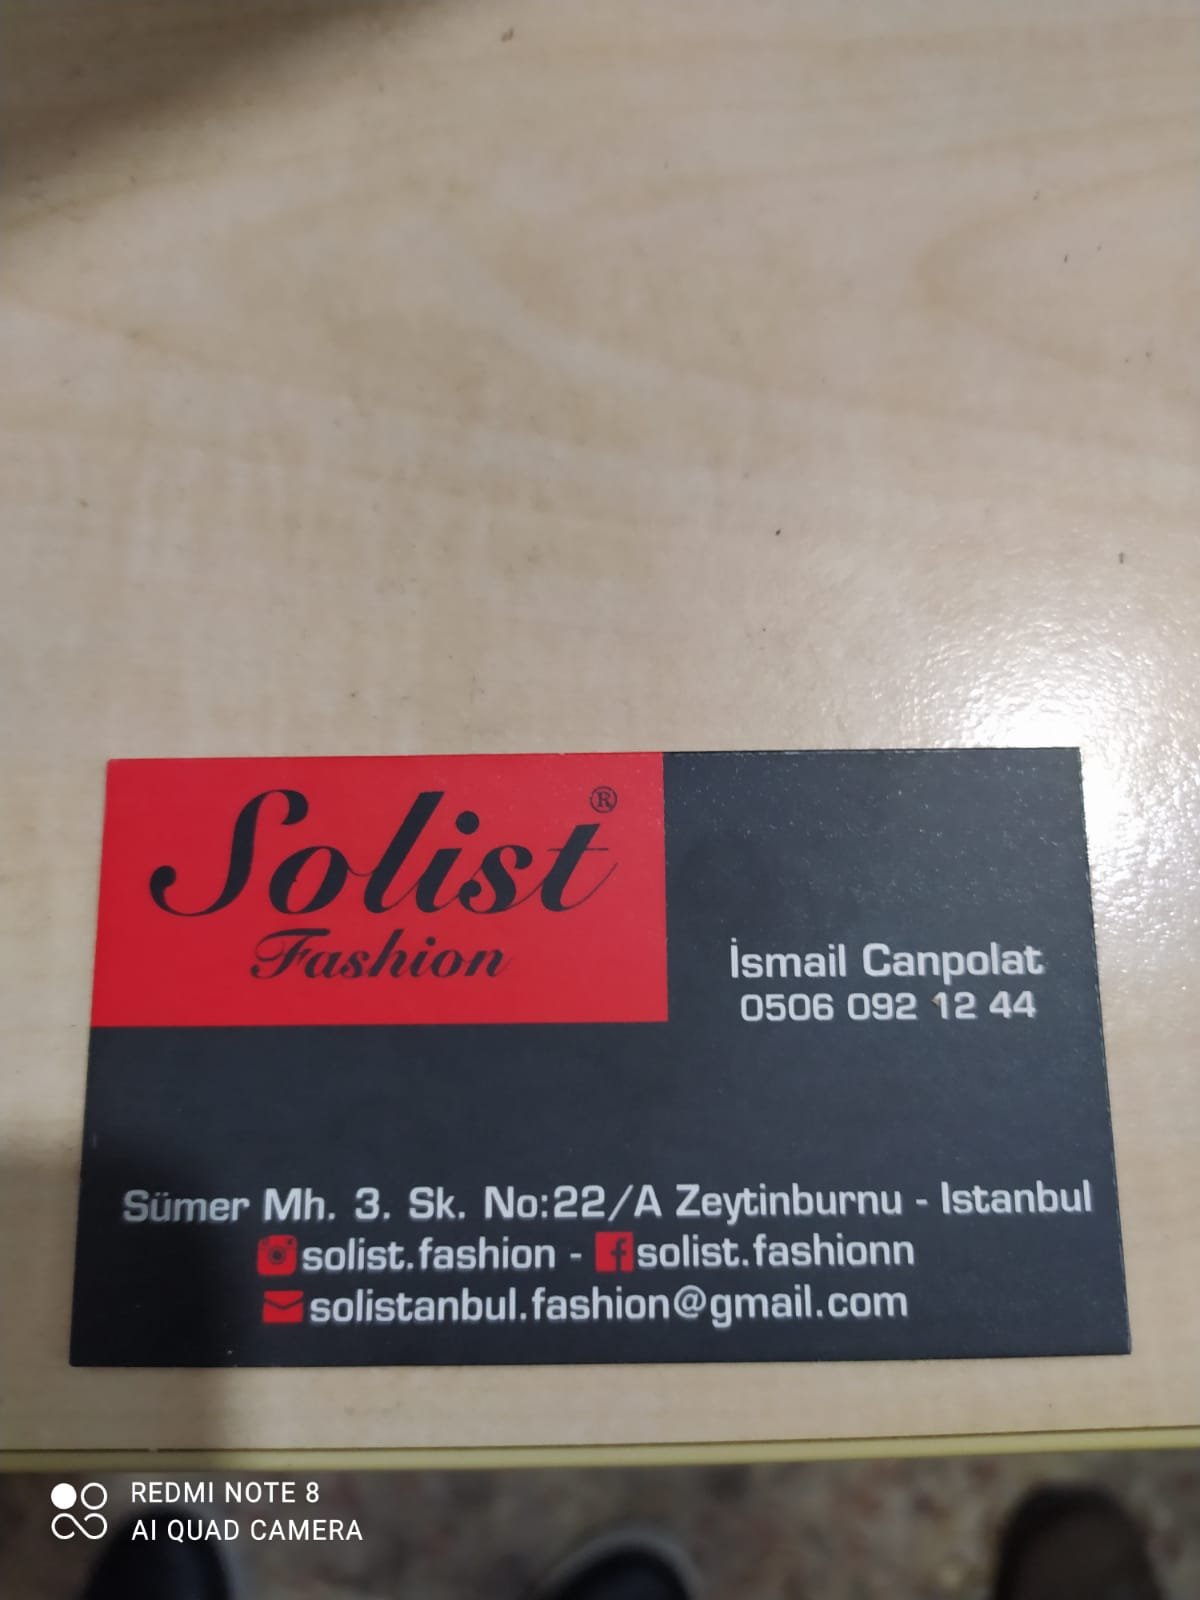 Solist®
Fashion
İsmail Canpolat
0506 092 12 44
Sümer Mh. 3. Sk. No:22/A Zeytinburnu - Istanbul
solist.fashion - solist.fashionn
solistanbul.fashion@gmail.com
REDMI NOTE 8
AI QUAD CAMERA